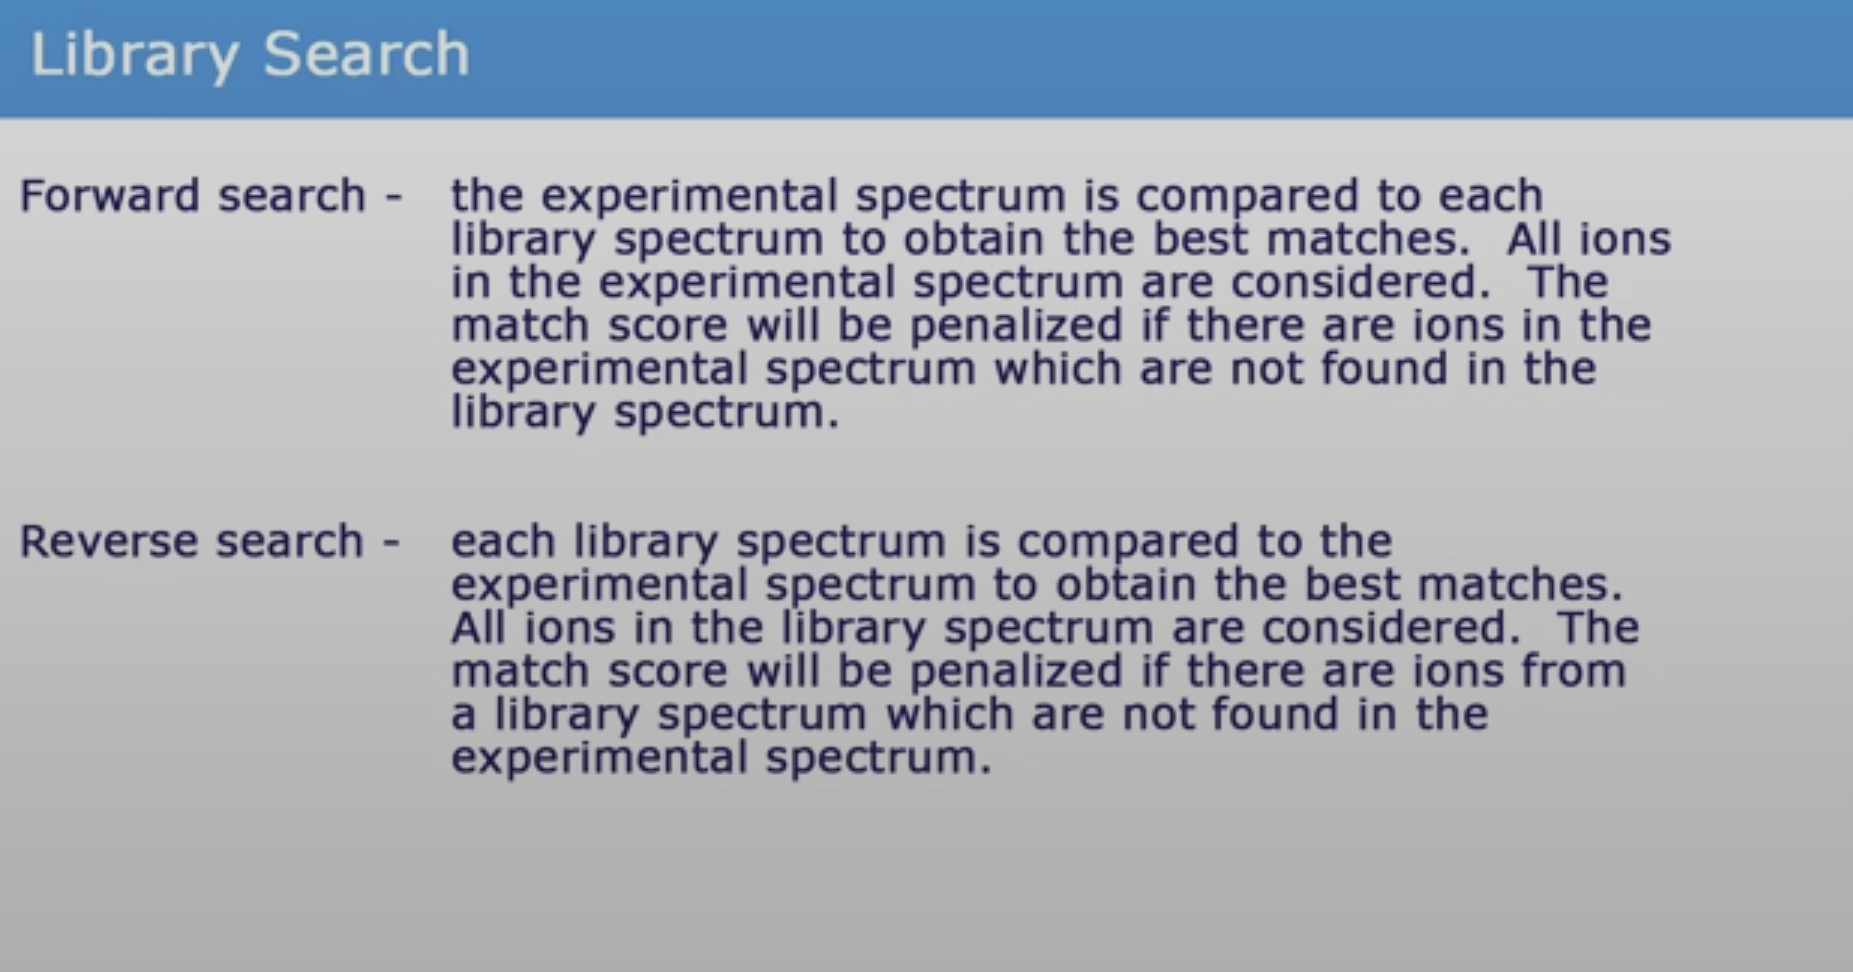 Library Search
Forward search - the experimental spectrum is compared to each
library spectrum to obtain the best matches. All ions
in the experimental spectrum are considered. The
match score will be penalized if there are ions in the
experimental spectrum which are not found in the
library spectrum.
Reverse search - each library spectrum is compared to the
experimental spectrum to obtain the best matches.
All ions in the library spectrum are considered. The
match score will be penalized if there are ions from
a library spectrum which are not found in the
experimental spectrum.